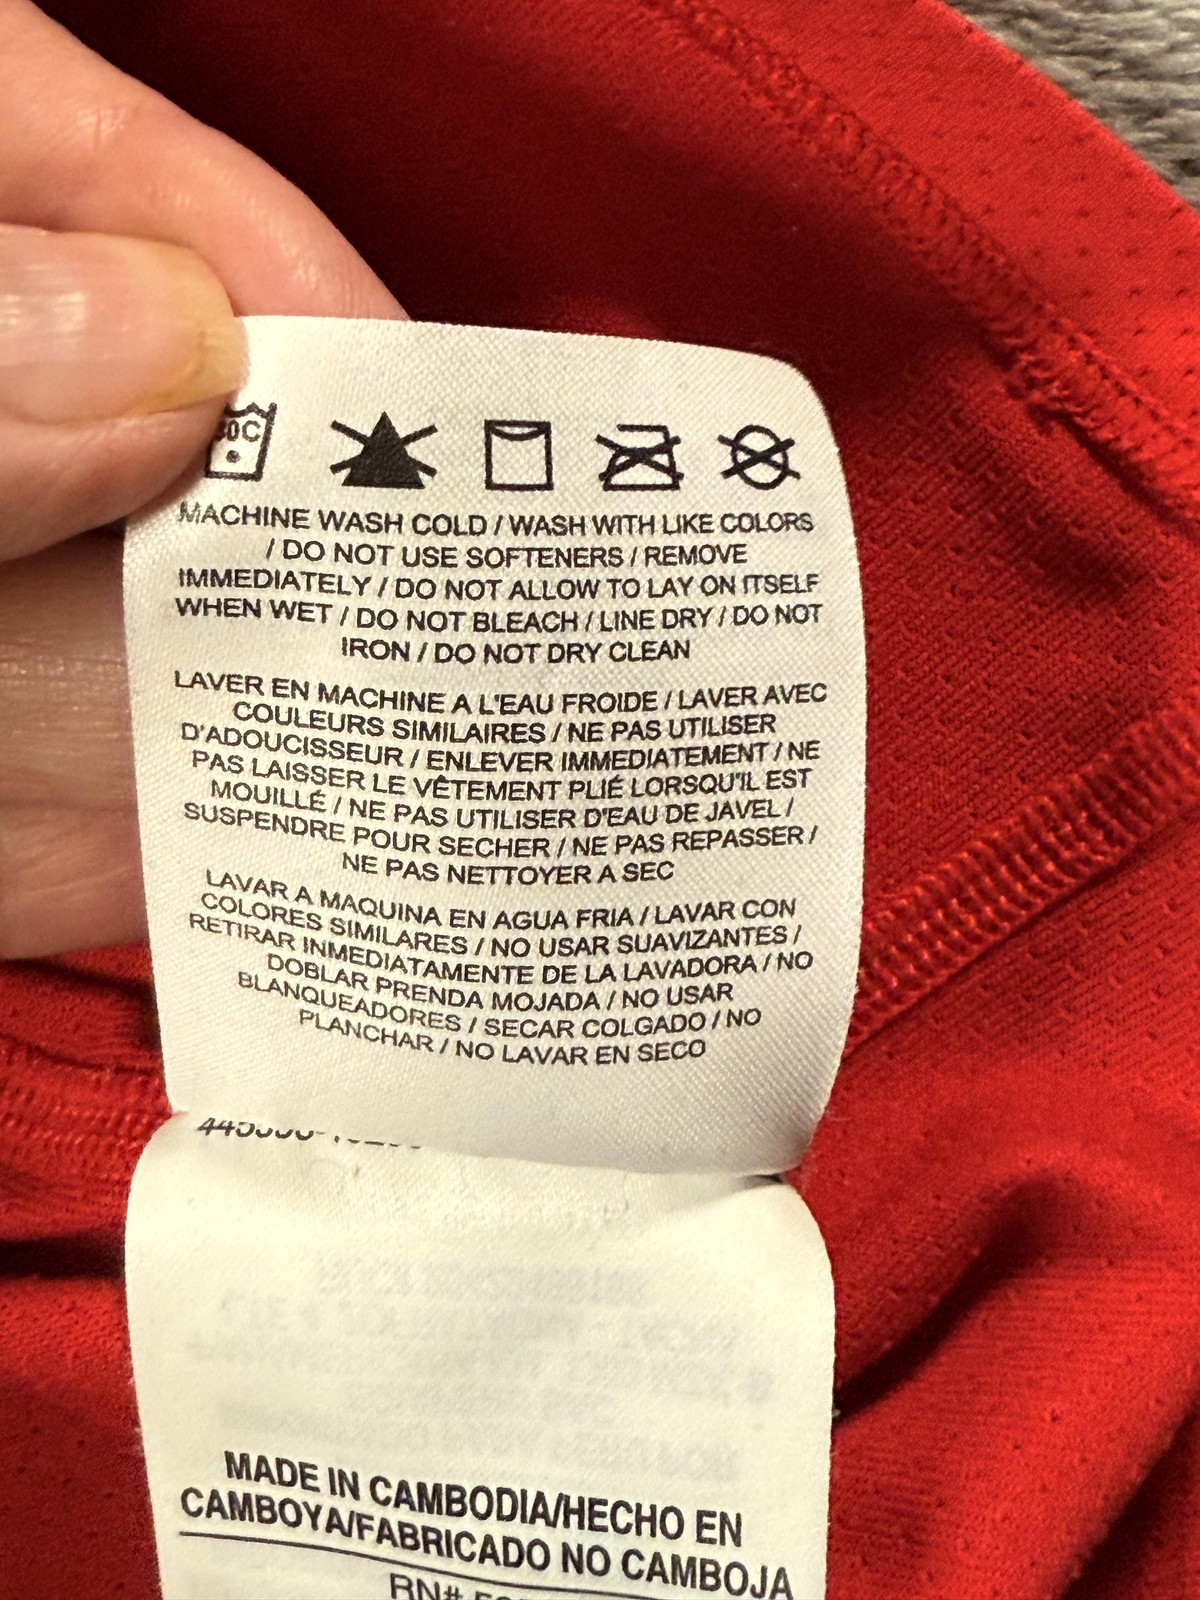 MACHINE WASH COLD / WASH WITH LIKE COLORS
/ DO NOT USE SOFTENERS / REMOVE
IMMEDIATELY / DO NOT ALLOW TO LAY ON ITSELF
WHEN WET / DO NOT BLEACH / LINE DRY / DO NOT
IRON / DO NOT DRY CLEAN
LAVER EN MACHINE A L'EAU FROIDE / LAVER AVEC
COULEURS SIMILAIRES / NE PAS UTILISER
D'ADOUCISSEUR / ENLEVER IMMEDIATEMENT / NE
PAS LAISSER LE VÊTEMENT PLIÉ LORSQU'IL EST
MOUILLÉ / NE PAS UTILISER D'EAU DE JAVEL /
SUSPENDRE POUR SECHER / NE PAS REPASSER /
NE PAS NETTOYER A SEC
LAVAR A MAQUINA EN AGUA FRIA / LAVAR CON
COLORES SIMILARES / NO USAR SUAVIZANTES /
RETIRAR INMEDIATAMENTE DE LA LAVADORA / NO
DOBLAR PRENDA MOJADA / NO USAR
BLANQUEADORES / SECAR COLGADO / NO
PLANCHAR / NO LAVAR EN SECO
MADE IN CAMBODIA/HECHO EN
CAMBOYA/FABRICADO NO CAMBOJA
RN#